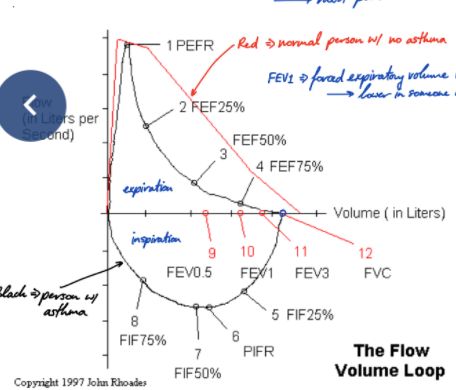 1 PEFR
Red ⇒ normal person w/ no asthma
FEV1 ⇒ forced expiratory volume
→ lower in someone
Flow
(in Liters per
Second)
2 FEF25%
FEF50%
3
4 FEF75%
expiration
Volume ( in Liters)
inspiration
9
10
11
12
FEV0.5
FEV1
FEV3
FVC
Black ⇒ person w/
asthma
5 FIF25%
8
FIF75%
6
PIFR
7
FIF50%
The Flow
Volume Loop
Copyright 1997 John Rhoades